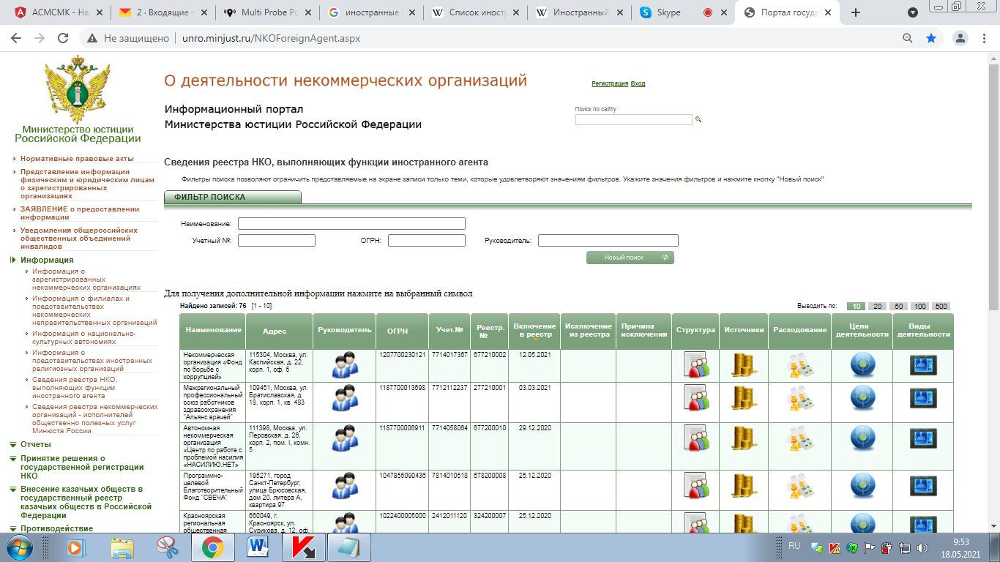 АСМСМК - На
2 · Входящие –
Multi Probe Po
иностранные
Список иност
Иностранный
Skype
Портал госуда
Не защищено
unro.minjust.ru/NKOForeignAgent.aspx
Министерство юстиции
Российской Федерации
О деятельности некоммерческих организаций
Регистрация Вход
Информационный портал
Министерства юстиции Российской Федерации
Поиск по сайту
Нормативные правовые акты
Представление информации
физическим и юридическим лицам
о зарегистрированных
организациях
ЗАЯВЛЕНИЕ о предоставлении
информации
Уведомления общероссийских
общественных объединений
инвалидов
Информация
Информация о
зарегистрированных
некоммерческих организациях
Информация о филиалах и
представительствах
некоммерческих
неправительственных организаций
Информация о национально-
культурных автономиях
Информация о
представительствах иностранных
религиозных организаций
Сведения реестра НКО,
выполняющих функции
иностранного агента
Сведения реестра некоммерческих
организаций - исполнителей
общественно полезных услуг
Минюста России
Отчеты
Принятие решения о
государственной регистрации
НКО
Внесение казачьих обществ в
государственный реестр
казачьих обществ в Российской
Федерации
Противодействие
Сведения реестра НКО, выполняющих функции иностранного агента
Фильтры поиска позволяют ограничить представляемые на экране записи только теми, которые удовлетворяют значениям фильтров. Укажите значения фильтров и нажмите кнопку "Новый поиск"
ФИЛЬТР ПОИСКА
Наименование:
Учетный №:
ОГРН:
Руководитель:
Новый поиск
Для получения дополнительной информации нажмите на выбранный символ
Найдено записей: 76 [1 - 10]
Выводить по: 10 20 50 100 500
Наименование
Адрес
Руководитель
ОГРН
Учет.№
Реестр.
№
Включение
в реестр
Исключение
из реестра
Причина
исключения
Структура
Источники
Расходование
Цели
деятельности
Виды
деятельности
Некоммерческая
организация «Фонд
по борьбе с
коррупцией»
115304, Москва, ул.
Каспийская, д. 22,
корп. 1, оф. 5
1207700230121
7714017367
677210002
12.05.2021
Межрегиональный
профессиональный
союз работников
здравоохранения
"Альянс врачей"
109451, Москва, ул.
Братиславская, д.
18, корп. 1, кв. 483
1187700013698
7712112237
277210001
03.03.2021
Автономная
некоммерческая
организация
«Центр по работе с
проблемой насилия
«НАСИЛИЮ.НЕТ»
111398, Москва, ул.
Перовская, д. 26,
корп. 2, пом. I, комн.
5
1187700006911
7714058064
677200010
29.12.2020
Программно-
целевой
Благотворительный
Фонд "СВЕЧА"
195271, город
Санкт-Петербург,
улица Брюсовская,
дом 20, литера А,
квартира 97
1047855090436
7814010518
678200008
25.12.2020
Красноярская
региональная
общественная
660049, г.
Красноярск, ул.
Сурикова, д. 12, оф.
1022400005000
2412011120
324200007
25.12.2020
RU
9:53
18.05.2021